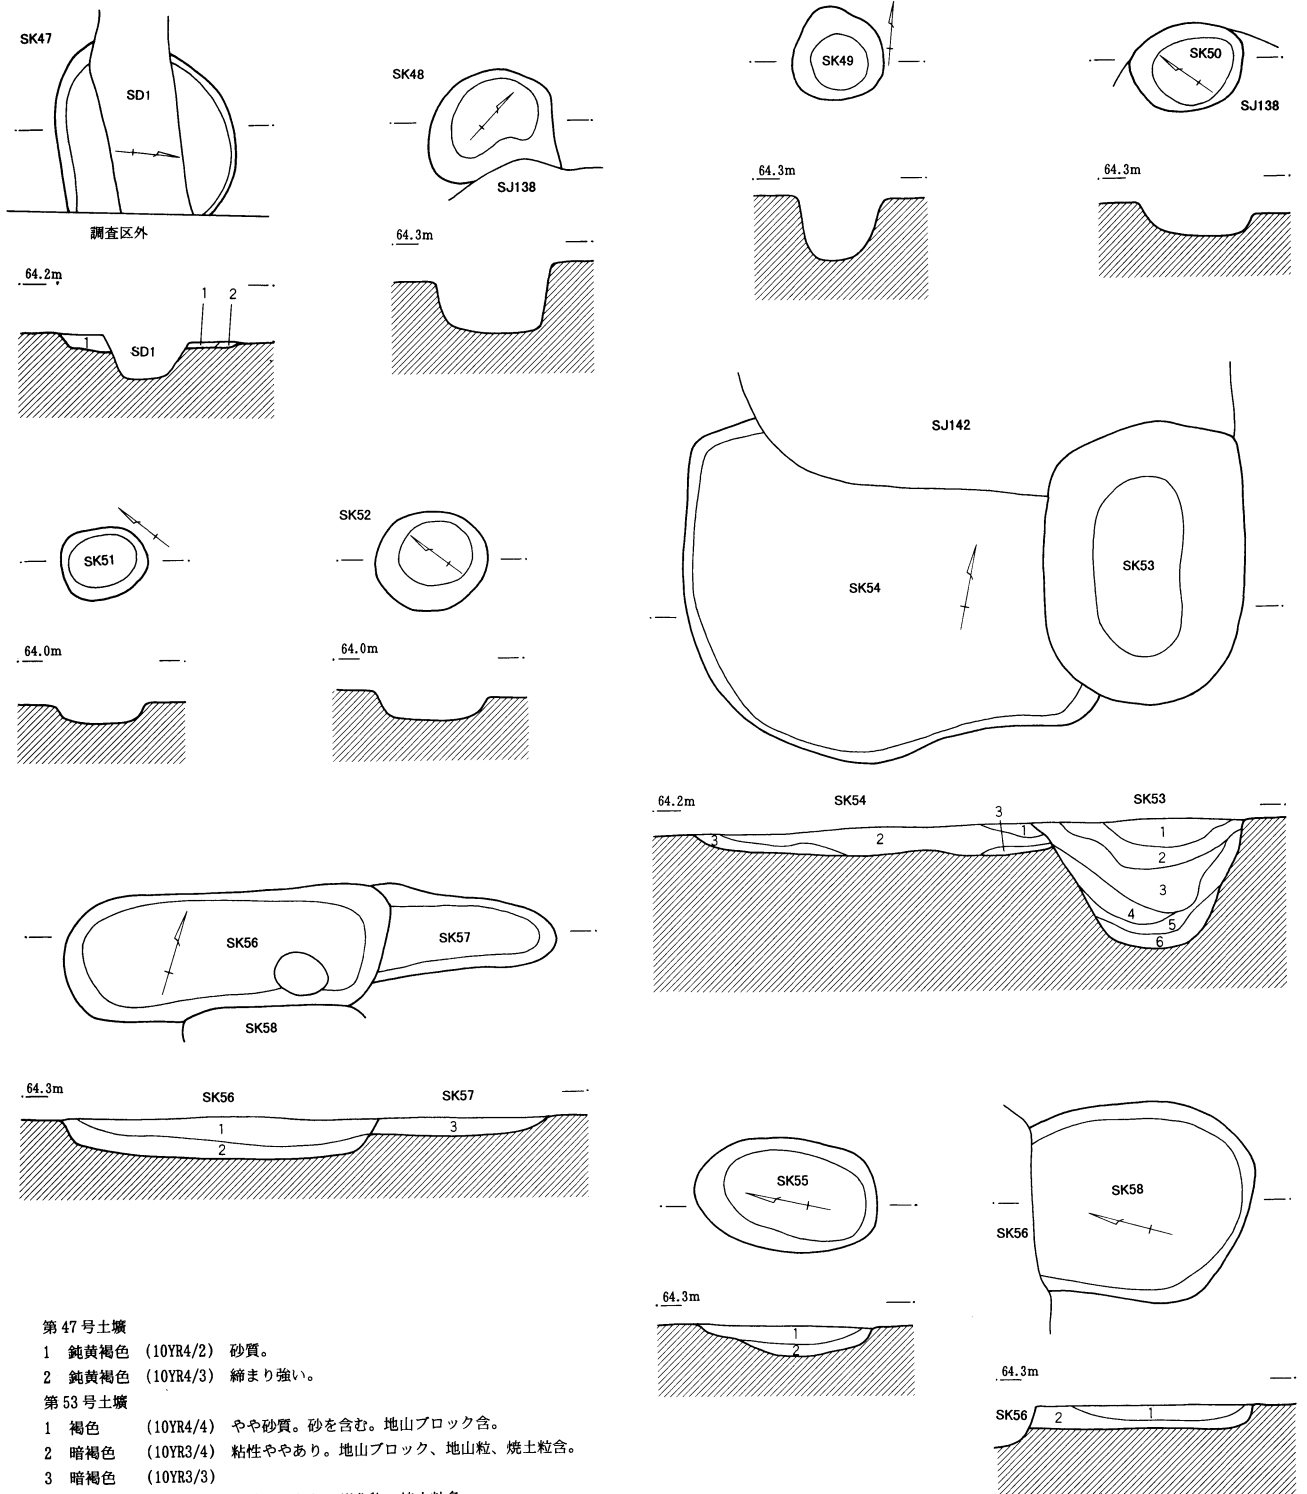 SK47
SD1
調査区外
64.2m
1 2
1
SD1
SK48
SJ138
64.3m
SK49
64.3m
SK50
SJ138
64.3m
SK51
64.0m
SK52
64.0m
SJ142
SK54
SK53
64.2m
SK54
SK53
3
3
2
1
1
2
3
4
5
6
SK56
SK57
SK58
64.3m
SK56
SK57
1
3
2
SK55
64.3m
1
2
SK58
SK56
64.3m
SK56
2
1
第47号土壙
1 鈍黄褐色 (10YR4/2) 砂質。
2 鈍黄褐色 (10YR4/3) 締まり強い。
第53号土壙
1 褐色 (10YR4/4) やや砂質。砂を含む。地山ブロック含。
2 暗褐色 (10YR3/4) 粘性ややあり。地山ブロック、地山粒、焼土粒含。
3 暗褐色 (10YR3/3)